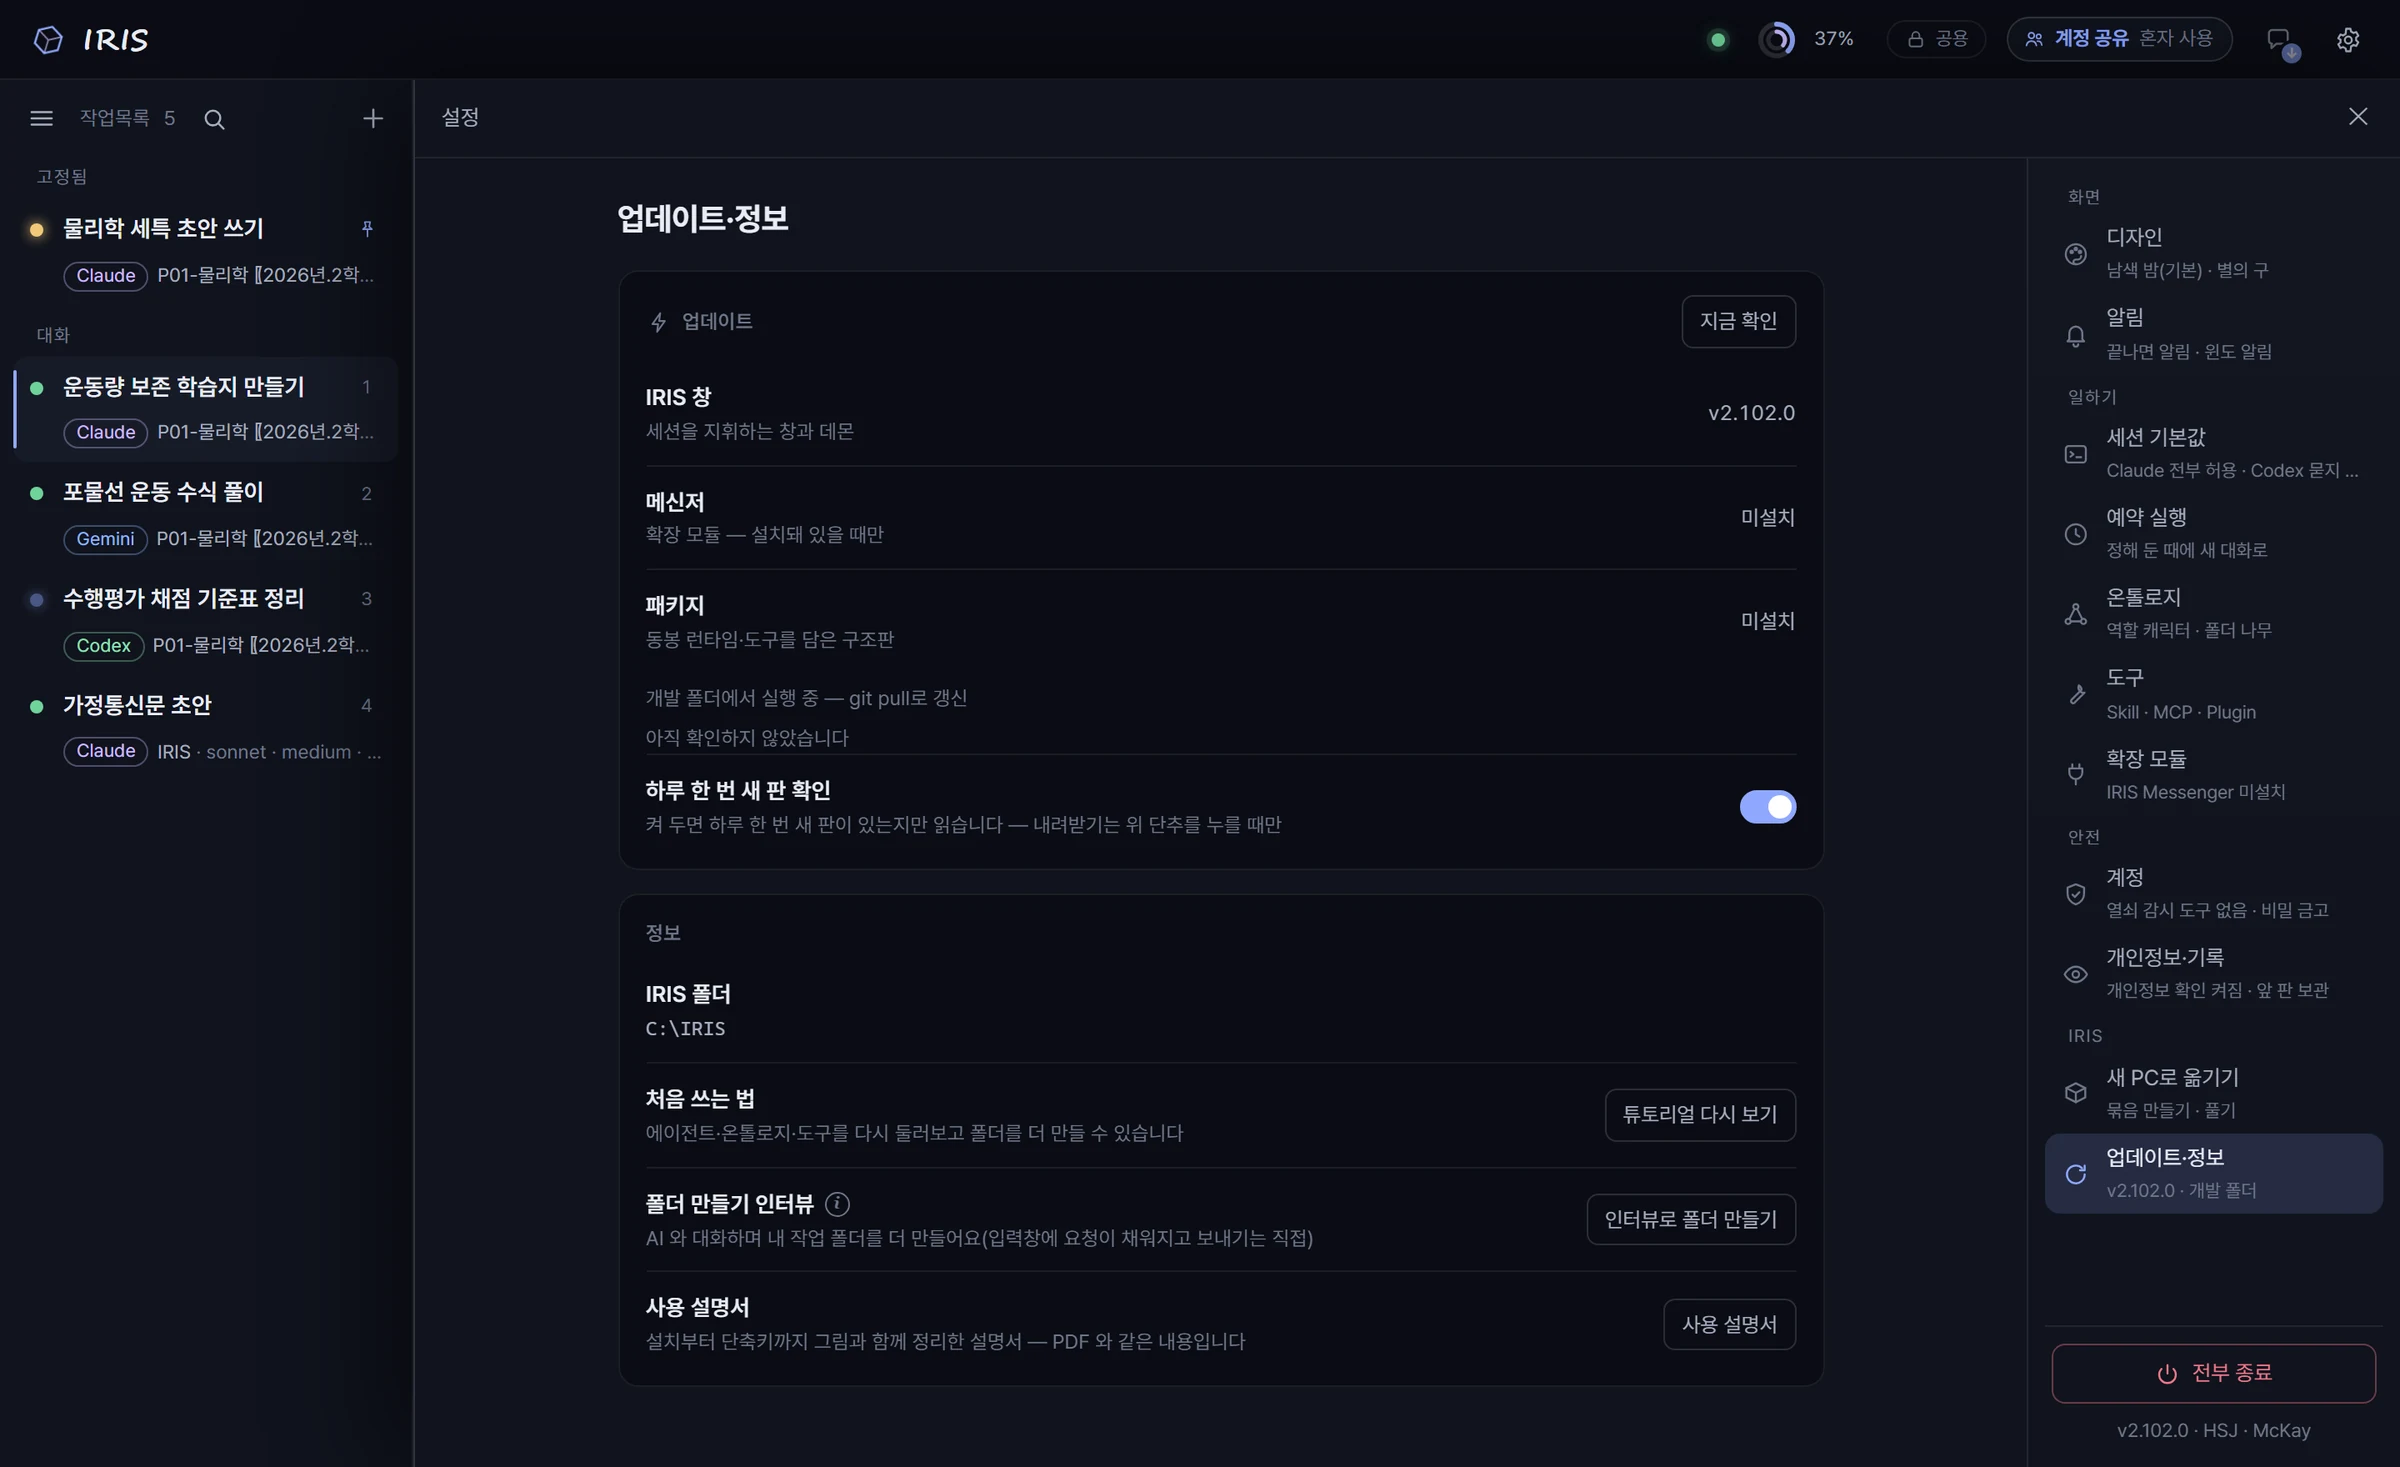 IRIS
37%
공용
계정 공유 혼자 사용
작업목록 5
고정됨
물리학 세특 초안 쓰기
Claude P01-물리학 〖2026년.2학...
대화
운동량 보존 학습지 만들기 1
Claude P01-물리학 〖2026년.2학...
포물선 운동 수식 풀이 2
Gemini P01-물리학 〖2026년.2학...
수행평가 채점 기준표 정리 3
Codex P01-물리학 〖2026년.2학...
가정통신문 초안 4
Claude IRIS · sonnet · medium · ...
설정
업데이트·정보
업데이트
지금 확인
IRIS 창
세션을 지휘하는 창과 데몬
v2.102.0
메신저
확장 모듈 — 설치돼 있을 때만
미설치
패키지
동봉 런타임·도구를 담은 구조판
미설치
개발 폴더에서 실행 중 — git pull로 갱신
아직 확인하지 않았습니다
하루 한 번 새 판 확인
켜 두면 하루 한 번 새 판이 있는지만 읽습니다 — 내려받기는 위 단추를 누를 때만
정보
IRIS 폴더
C:\IRIS
처음 쓰는 법
에이전트·온톨로지·도구를 다시 둘러보고 폴더를 더 만들 수 있습니다
튜토리얼 다시 보기
폴더 만들기 인터뷰
AI 와 대화하며 내 작업 폴더를 더 만들어요(입력창에 요청이 채워지고 보내기는 직접)
인터뷰로 폴더 만들기
사용 설명서
설치부터 단축키까지 그림과 함께 정리한 설명서 — PDF 와 같은 내용입니다
사용 설명서
화면
디자인
남색 밤(기본) · 별의 구
알림
끝나면 알림 · 윈도 알림
일하기
세션 기본값
Claude 전부 허용 · Codex 묻지 ...
예약 실행
정해 둔 때에 새 대화로
온톨로지
역할 캐릭터 · 폴더 나무
도구
Skill · MCP · Plugin
확장 모듈
IRIS Messenger 미설치
안전
계정
열쇠 감시 도구 없음 · 비밀 금고
개인정보·기록
개인정보 확인 켜짐 · 앞 판 보관
IRIS
새 PC로 옮기기
묶음 만들기 · 풀기
업데이트·정보
v2.102.0 · 개발 폴더
전부 종료
v2.102.0 · HSJ · McKay